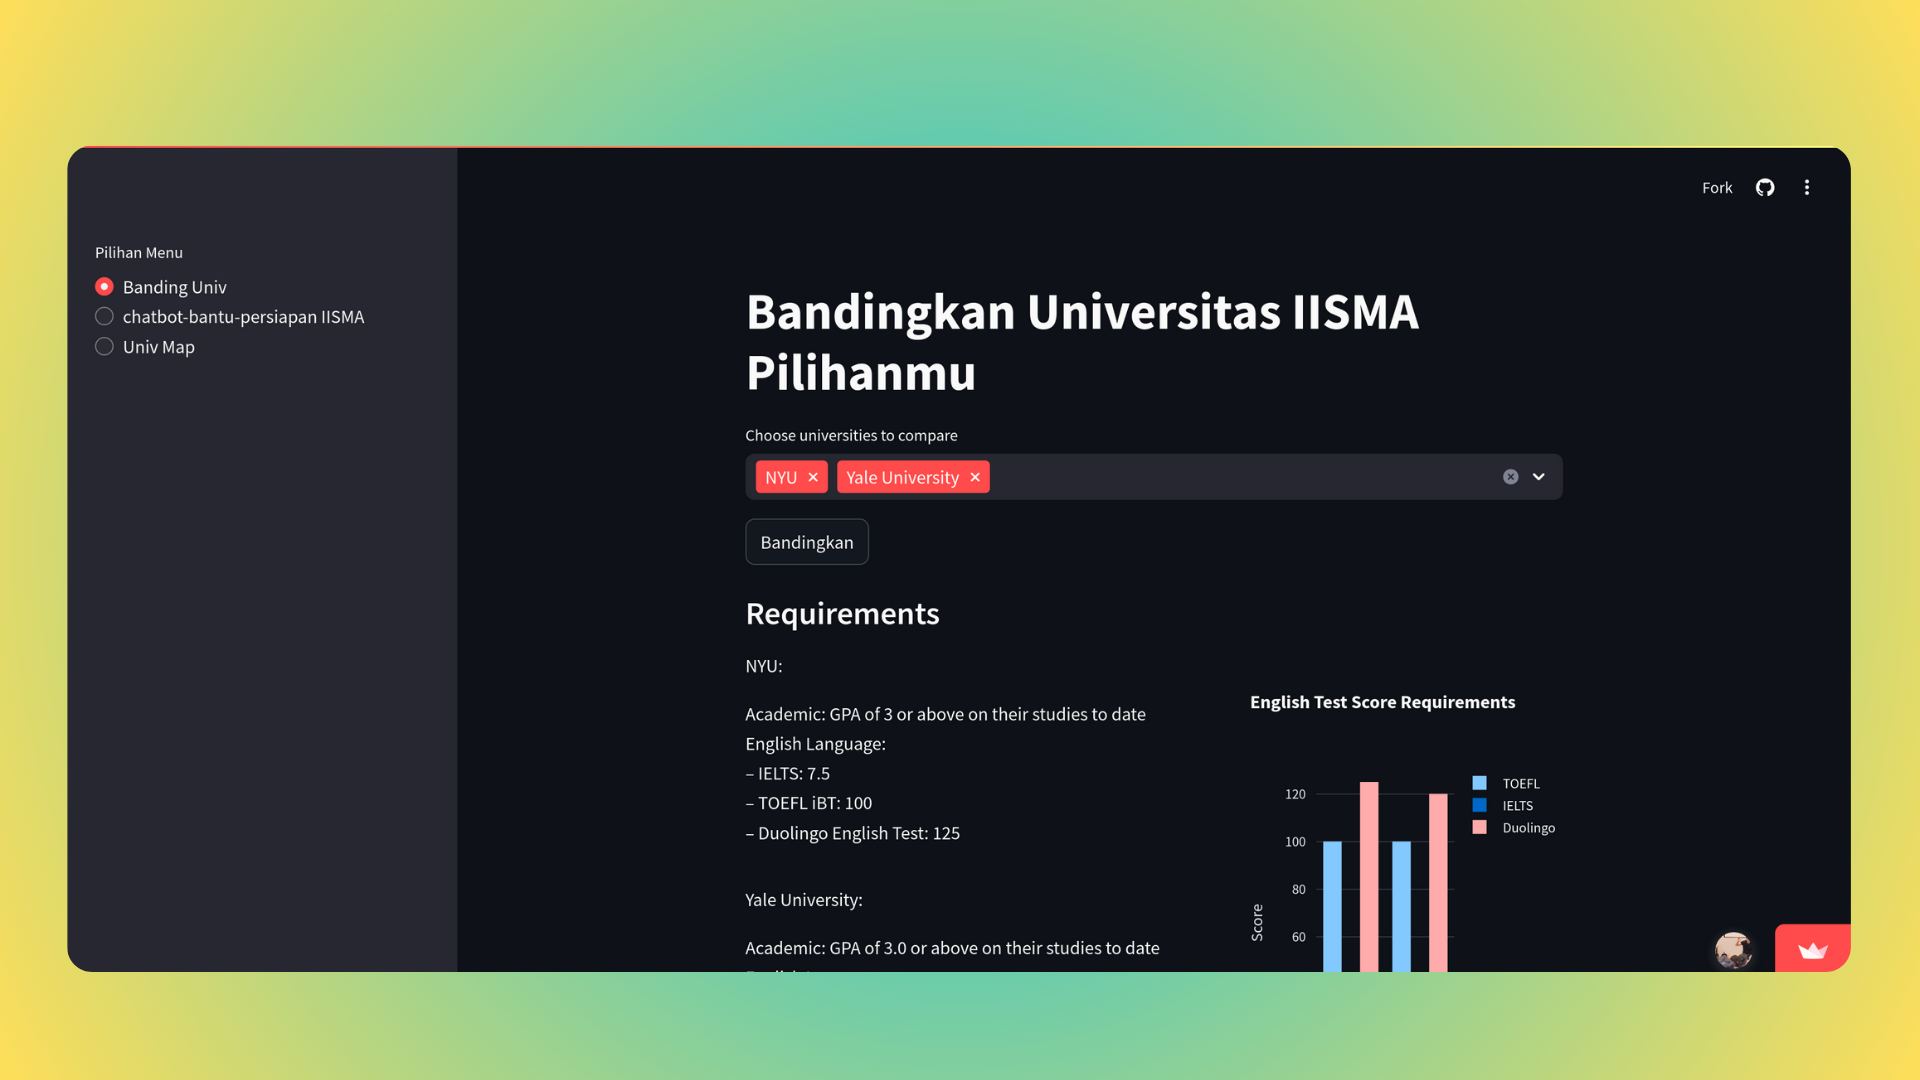 Fork
Pilihan Menu
Banding Univ
chatbot-bantu-persiapan IISMA
Univ Map
Bandingkan Universitas IISMA
Pilihanmu
Choose universities to compare
NYU
Yale University
Bandingkan
Requirements
NYU:
Academic: GPA of 3 or above on their studies to date
English Language:
– IELTS: 7.5
– TOEFL iBT: 100
– Duolingo English Test: 125
Yale University:
Academic: GPA of 3.0 or above on their studies to date
English Test Score Requirements
TOEFL
IELTS
Duolingo
120
100
80
60
Score